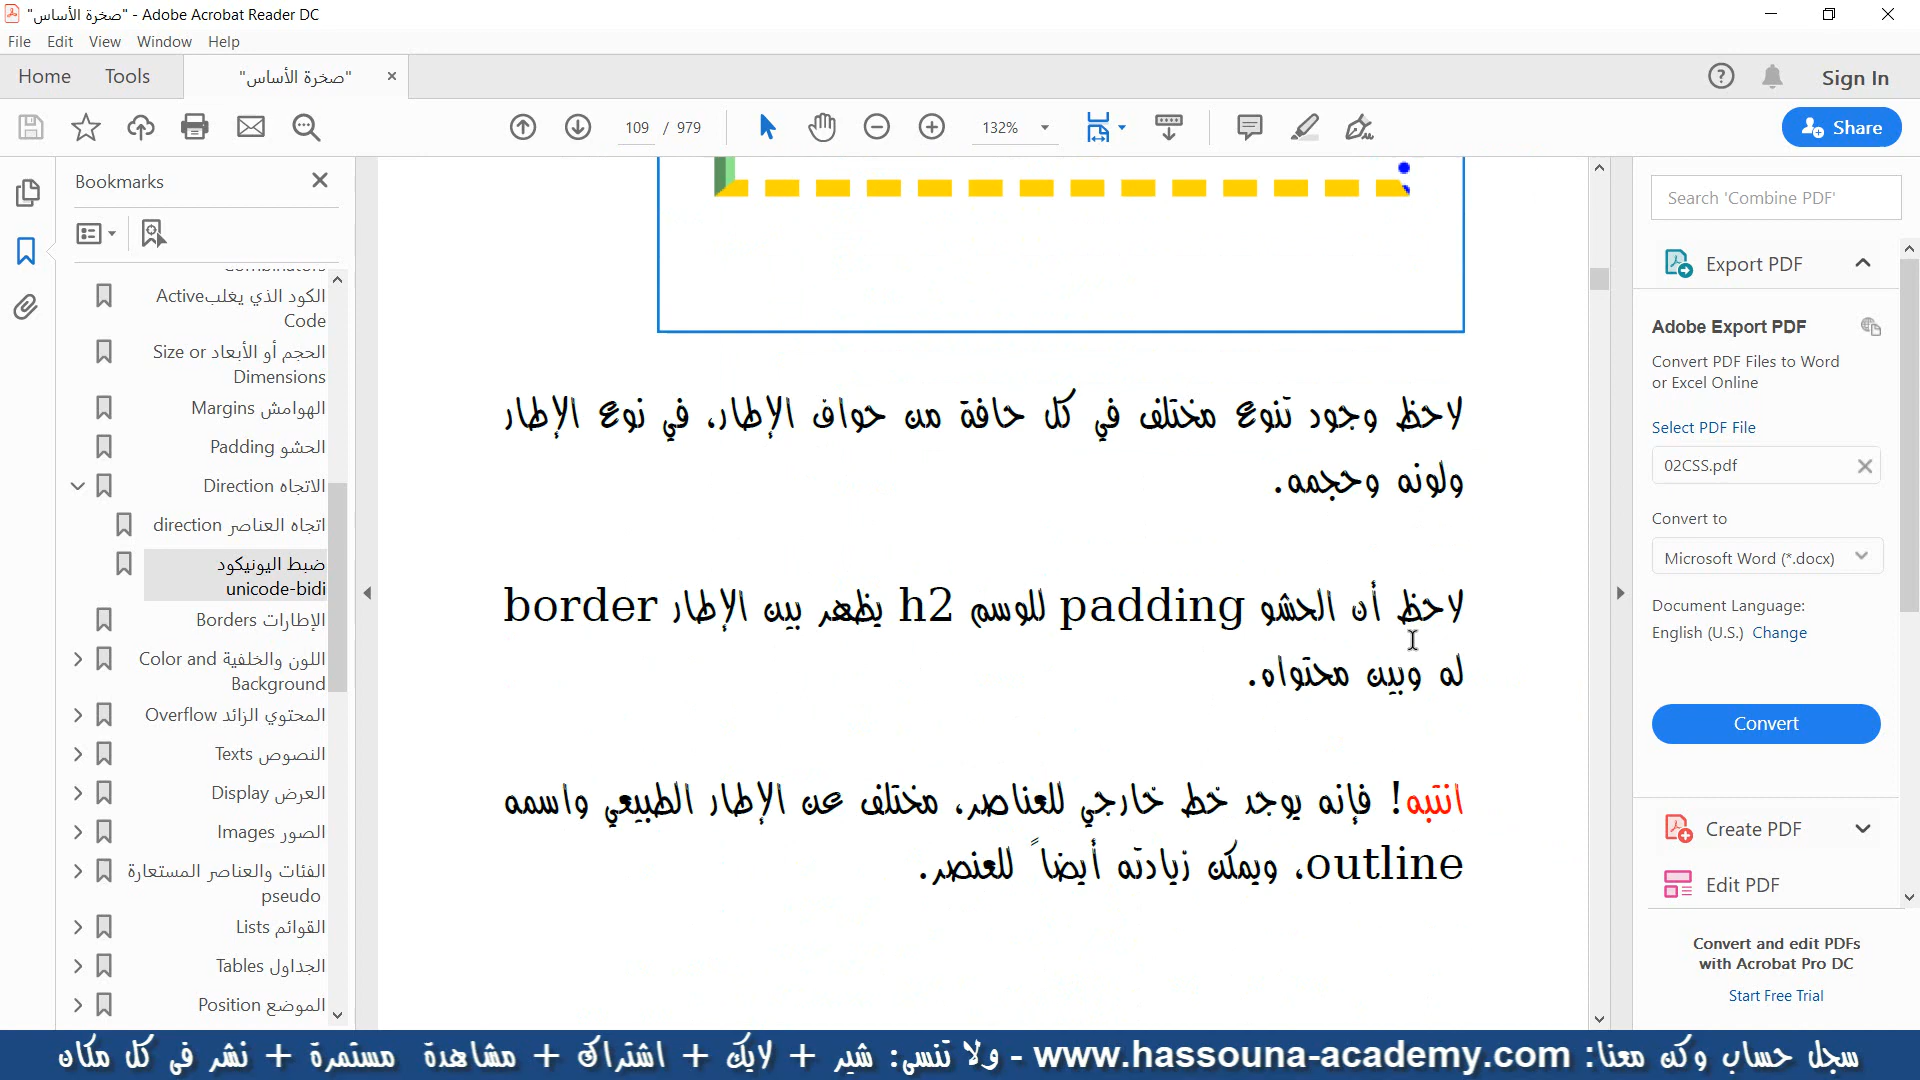 "صخرة الأساس" - Adobe Acrobat Reader DC
File Edit View Window Help
Home Tools "صخرة الأساس" Sign In
109 / 979 132% Share
Bookmarks
الكود الذي يغلبActive
Code
الحجم أو الأبعاد Size or
Dimensions
الهوامش Margins
الحشو Padding
الاتجاه Direction
اتجاه العناصر direction
ضبط اليونيكود
unicode-bidi
الإطارات Borders
اللون والخلفية Color and
Background
المحتوي الزائد Overflow
النصوص Texts
العرض Display
الصور Images
الفئات والعناصر المستعارة
pseudo
القوائم Lists
الجداول Tables
الموضع Position
لاحظ وجود تنوع مختلف في كل حافة من حواف الإطار، في نوع الإطار
ولونه وحجمه.
لاحظ أن الحشو padding للوسم h2 يظهر بين الإطار border
له وبين محتواه.
انتبه! فإنه يوجد خط خارجي للعناصر، مختلف عن الإطار الطبيعي واسمه
outline، ويمكن زيادته أيضاً للعنصر.
Search 'Combine PDF'
Export PDF
Adobe Export PDF
Convert PDF Files to Word
or Excel Online
Select PDF File
02CSS.pdf
Convert to
Microsoft Word (*.docx)
Document Language:
English (U.S.) Change
Convert
Create PDF
Edit PDF
Convert and edit PDFs
with Acrobat Pro DC
Start Free Trial
سجل حساب وكن معنا: www.hassouna-academy.com - ولا تنسى: شير + لايك + اشتراك + مشاهدة مستمرة + نشر في كل مكان